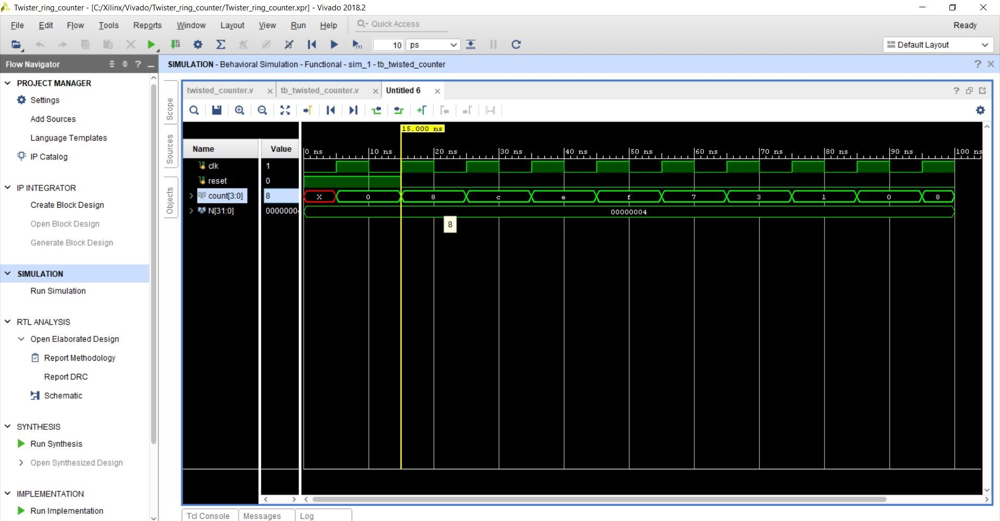 Twister_ring_counter - [C:/Xilinx/Vivado/Twister_ring_counter/Twister_ring_counter.xpr] - Vivado 2018.2
File Edit Flow Tools Reports Window Layout View Run Help Quick Access Ready
10 ps Default Layout
Flow Navigator
SIMULATION - Behavioral Simulation - Functional - sim_1 - tb_twisted_counter
PROJECT MANAGER
Settings
Add Sources
Language Templates
IP Catalog
IP INTEGRATOR
Create Block Design
Open Block Design
Generate Block Design
SIMULATION
Run Simulation
RTL ANALYSIS
Open Elaborated Design
Report Methodology
Report DRC
Schematic
SYNTHESIS
Run Synthesis
Open Synthesized Design
IMPLEMENTATION
Run Implementation
Scope
Sources
Objects
twisted_counter.v tb_twisted_counter.v Untitled 6
15.000 ns
Name Value
0 ns 10 ns 20 ns 30 ns 40 ns 50 ns 60 ns 70 ns 80 ns 90 ns 100 ns
clk 1
reset 0
count[3:0] 8 X 0 8 c e f 7 3 1 0 8
N[31:0] 00000004 00000004
8
Tcl Console Messages Log